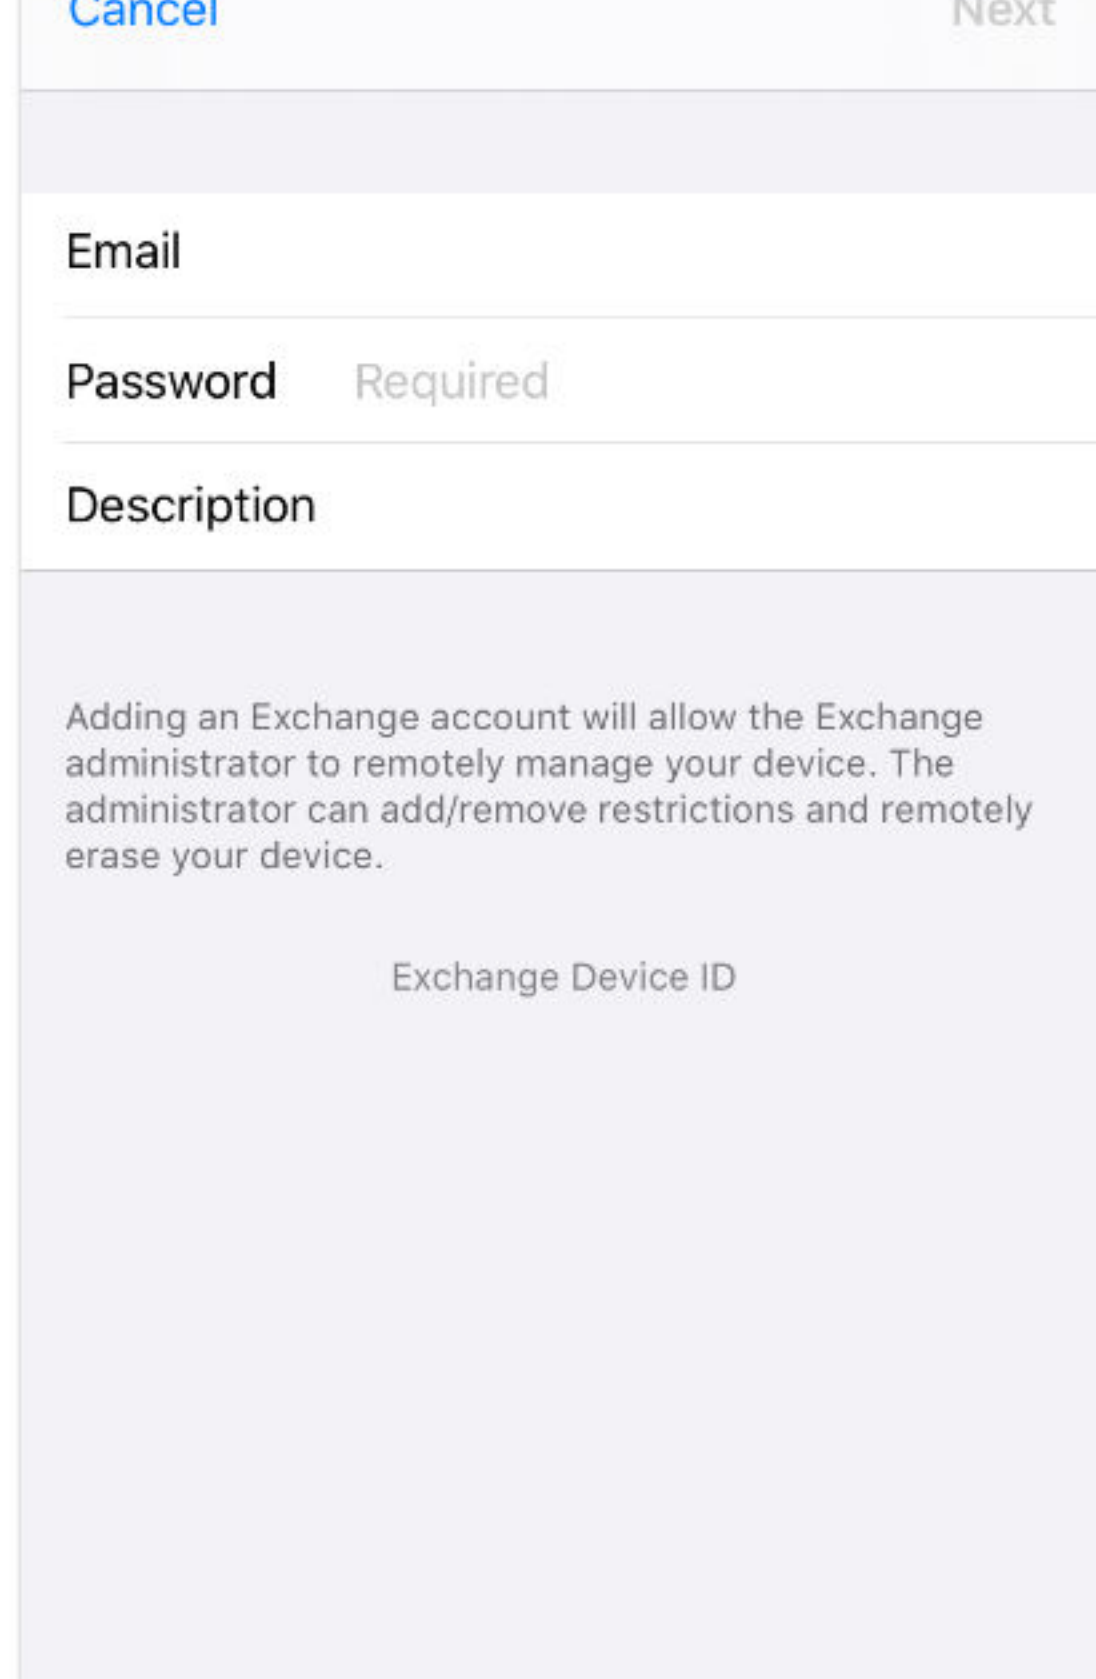 Cancel Next
Email
Password Required
Description
Adding an Exchange account will allow the Exchange
administrator to remotely manage your device. The
administrator can add/remove restrictions and remotely
erase your device.
Exchange Device ID